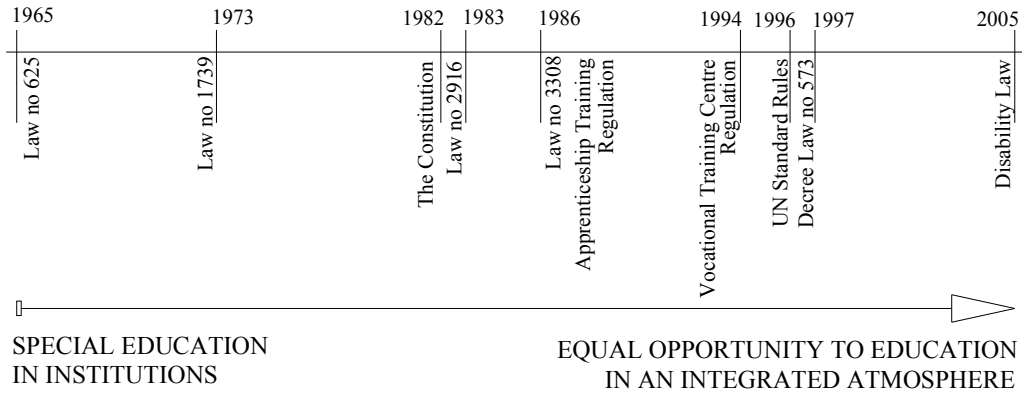 1965
1973
1982
1983
1986
1994
1996
1997
2005
Law no 625
Law no 1739
The Constitution
Law no 2916
Law no 3308
Apprenticeship Training
Regulation
Vocational Training Centre
Regulation
UN Standard Rules
Decree Law no 573
Disability Law
SPECIAL EDUCATION
IN INSTITUTIONS
EQUAL OPPORTUNITY TO EDUCATION
IN AN INTEGRATED ATMOSPHERE